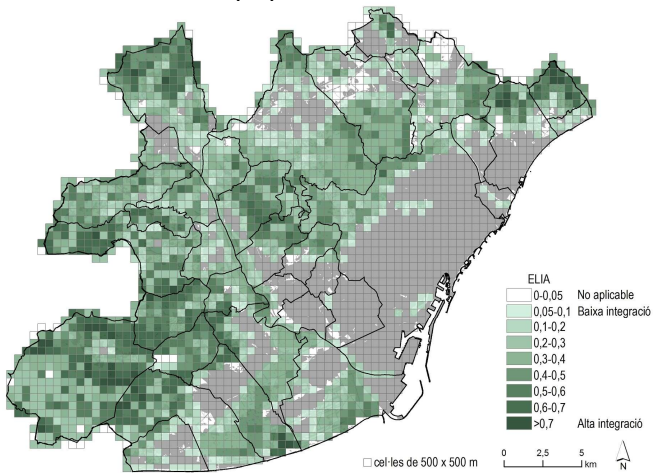 ELIA
0-0,05 No aplicable
0,05-0,1 Baixa integració
0,1-0,2
0,2-0,3
0,3-0,4
0,4-0,5
0,5-0,6
0,6-0,7
>0,7 Alta integració
cel·les de 500 x 500 m
0 2,5 5
km
N